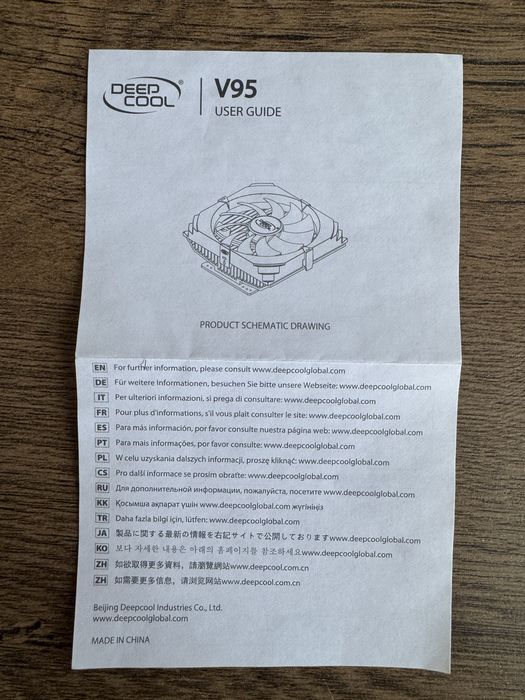 DEEP COOL®
V95
USER GUIDE
DEEP COOL
PRODUCT SCHEMATIC DRAWING
EN For further information, please consult www.deepcoolglobal.com
DE Für weitere Informationen, besuchen Sie bitte unsere Webseite: www.deepcoolglobal.com
IT Per ulteriori informazioni, si prega di consultare: www.deepcoolglobal.com
FR Pour plus d'informations, s'il vous plaît consulter le site: www.deepcoolglobal.com
ES Para más información, por favor consulte nuestra página web: www.deepcoolglobal.com
PT Para mais informações, por favor consulte: www.deepcoolglobal.com
PL W celu uzyskania dalszych informacji, proszę kliknąć: www.deepcoolglobal.com
CS Pro další informace se prosím obraťte: www.deepcoolglobal.com
RU Для дополнительной информации, пожалуйста, посетите www.deepcoolglobal.com
KK Қосымша ақпарат үшін www.deepcoolglobal.com жүгініңіз
TR Daha fazla bilgi için, lütfen: www.deepcoolglobal.com
JA 製品に関する最新の情報を右記サイトで公開しておりますwww.deepcoolglobal.com
KO 보다 자세한 내용은 아래의 홈페이지를 참조하세요www.deepcoolglobal.com
ZH 如欲取得更多資料，請瀏覽網站www.deepcool.com.cn
ZH 如需要更多信息，请浏览网站www.deepcool.com.cn
Beijing Deepcool Industries Co., Ltd.
www.deepcoolglobal.com
MADE IN CHINA